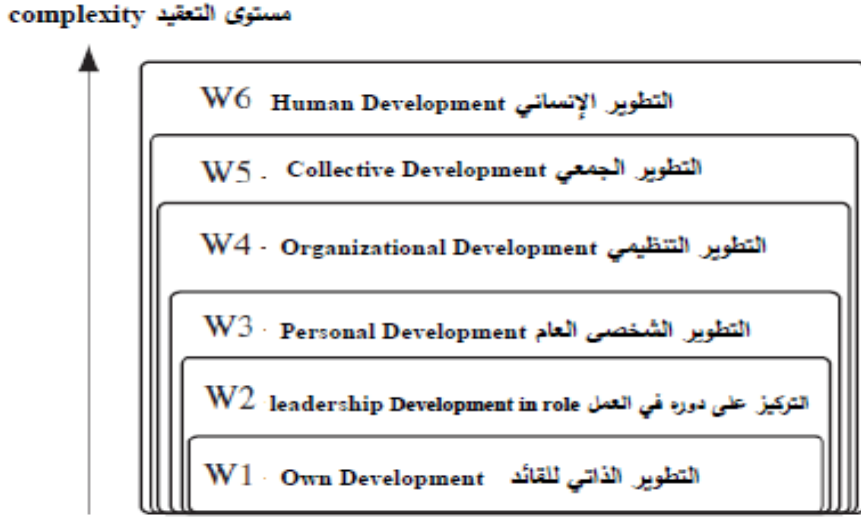 مستوى التعقيد complexity
W6 Human Development التطوير الإنساني
W5 . Collective Development التطوير الجمعي
W4 - Organizational Development التطوير التنظيمي
W3 - Personal Development التطوير الشخصى العام
W2 leadership Development in role التركيز على دوره في العمل
W1 - Own Development التطوير الذاتي للقائد